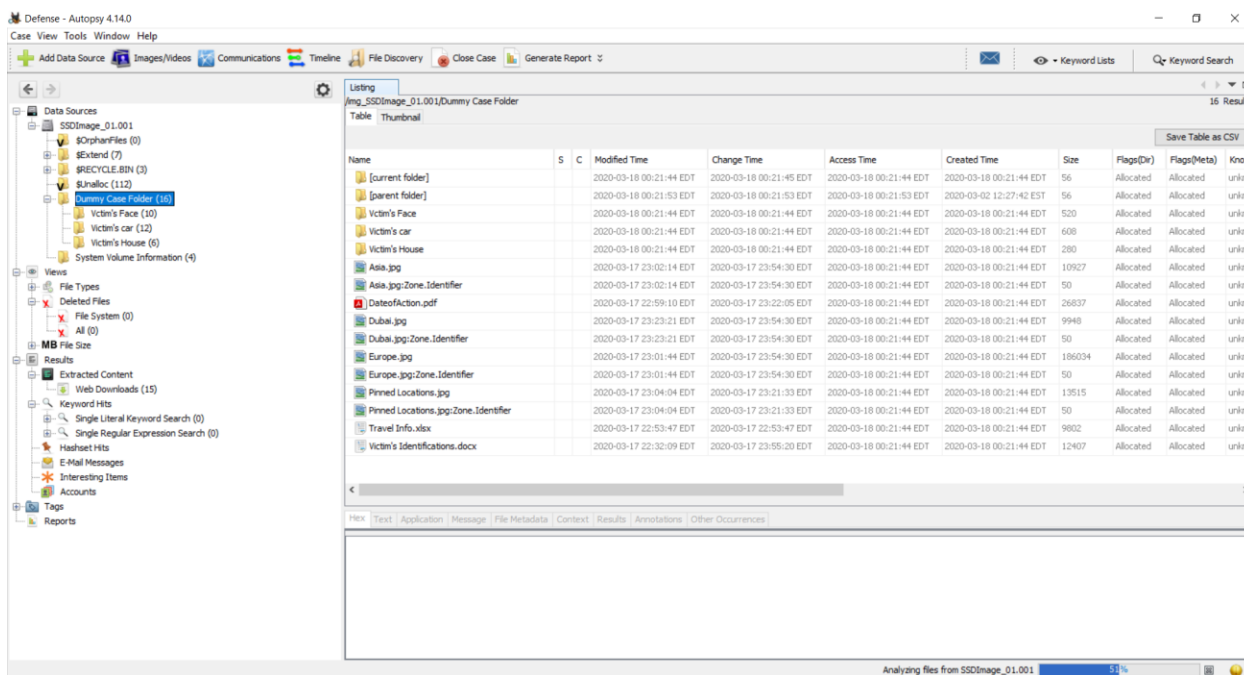 Defense - Autopsy 4.14.0
Case View Tools Window Help
Add Data Source Images/Videos Communications Timeline File Discovery Close Case Generate Report Keyword Lists Keyword Search
Data Sources
SSDImage_01.001
$OrphanFiles (0)
$Extend (7)
$RECYCLE.BIN (3)
$Unalloc (112)
Dummy Case Folder (16)
Vctim's Face (10)
Victim's car (12)
Victim's House (6)
System Volume Information (4)
Views
File Types
Deleted Files
File System (0)
All (0)
MB File Size
Results
Extracted Content
Web Downloads (15)
Keyword Hits
Single Literal Keyword Search (0)
Single Regular Expression Search (0)
Hashset Hits
E-Mail Messages
Interesting Items
Accounts
Tags
Reports
Listing
/img_SSDImage_01.001/Dummy Case Folder 16 Resul
Table Thumbnail
Save Table as CSV
Name S C Modified Time Change Time Access Time Created Time Size Flags(Dir) Flags(Meta) Kno
[current folder] 2020-03-18 00:21:44 EDT 2020-03-18 00:21:45 EDT 2020-03-18 00:21:44 EDT 2020-03-18 00:21:44 EDT 56 Allocated Allocated unk
[parent folder] 2020-03-18 00:21:53 EDT 2020-03-18 00:21:53 EDT 2020-03-18 00:21:53 EDT 2020-03-02 12:27:42 EST 56 Allocated Allocated unk
Vctim's Face 2020-03-18 00:21:44 EDT 2020-03-18 00:21:44 EDT 2020-03-18 00:21:44 EDT 2020-03-18 00:21:44 EDT 520 Allocated Allocated unk
Victim's car 2020-03-18 00:21:44 EDT 2020-03-18 00:21:44 EDT 2020-03-18 00:21:44 EDT 2020-03-18 00:21:44 EDT 608 Allocated Allocated unk
Victim's House 2020-03-18 00:21:44 EDT 2020-03-18 00:21:44 EDT 2020-03-18 00:21:44 EDT 2020-03-18 00:21:44 EDT 280 Allocated Allocated unk
Asia.jpg 2020-03-17 23:02:14 EDT 2020-03-17 23:54:30 EDT 2020-03-18 00:21:44 EDT 2020-03-18 00:21:44 EDT 10927 Allocated Allocated unk
Asia.jpg:Zone.Identifier 2020-03-17 23:02:14 EDT 2020-03-17 23:54:30 EDT 2020-03-18 00:21:44 EDT 2020-03-18 00:21:44 EDT 50 Allocated Allocated unk
DateofAction.pdf 2020-03-17 22:59:10 EDT 2020-03-17 23:22:05 EDT 2020-03-18 00:21:44 EDT 2020-03-18 00:21:44 EDT 26837 Allocated Allocated unk
Dubai.jpg 2020-03-17 23:23:21 EDT 2020-03-17 23:54:30 EDT 2020-03-18 00:21:44 EDT 2020-03-18 00:21:44 EDT 9948 Allocated Allocated unk
Dubai.jpg:Zone.Identifier 2020-03-17 23:23:21 EDT 2020-03-17 23:54:30 EDT 2020-03-18 00:21:44 EDT 2020-03-18 00:21:44 EDT 50 Allocated Allocated unk
Europe.jpg 2020-03-17 23:01:44 EDT 2020-03-17 23:54:30 EDT 2020-03-18 00:21:44 EDT 2020-03-18 00:21:44 EDT 186034 Allocated Allocated unk
Europe.jpg:Zone.Identifier 2020-03-17 23:01:44 EDT 2020-03-17 23:54:30 EDT 2020-03-18 00:21:44 EDT 2020-03-18 00:21:44 EDT 50 Allocated Allocated unk
Pinned Locations.jpg 2020-03-17 23:04:04 EDT 2020-03-17 23:21:33 EDT 2020-03-18 00:21:44 EDT 2020-03-18 00:21:44 EDT 13515 Allocated Allocated unk
Pinned Locations.jpg:Zone.Identifier 2020-03-17 23:04:04 EDT 2020-03-17 23:21:33 EDT 2020-03-18 00:21:44 EDT 2020-03-18 00:21:44 EDT 50 Allocated Allocated unk
Travel Info.xlsx 2020-03-17 22:53:47 EDT 2020-03-17 22:53:47 EDT 2020-03-18 00:21:44 EDT 2020-03-18 00:21:44 EDT 9802 Allocated Allocated unk
Victim's Identifications.docx 2020-03-17 22:32:09 EDT 2020-03-17 23:55:20 EDT 2020-03-18 00:21:44 EDT 2020-03-18 00:21:44 EDT 12407 Allocated Allocated unk
Hex Text Application Message File Metadata Context Results Annotations Other Occurrences
Analyzing files from SSDImage_01.001 51%